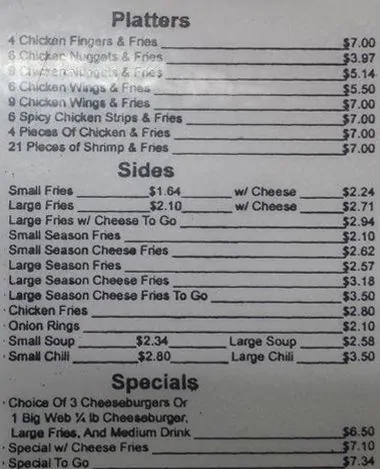 Platters
4 Chicken Fingers & Fries $7.00
6 Chicken Nuggets & Fries $3.97
9 Chicken Nuggets & Fries $5.14
6 Chicken Wings & Fries $5.50
9 Chicken Wings & Fries $7.00
6 Spicy Chicken Strips & Fries $7.00
4 Pieces Of Chicken & Fries $7.00
21 Pieces of Shrimp & Fries $7.00
Sides
Small Fries $1.64 w/ Cheese $2.24
Large Fries $2.10 w/ Cheese $2.71
Large Fries w/ Cheese To Go $2.94
Small Season Fries $2.10
Small Season Cheese Fries $2.62
Large Season Fries $2.57
Large Season Cheese Fries $3.18
Large Season Cheese Fries To Go $3.50
Chicken Fries $2.80
Onion Rings $2.10
Small Soup $2.34 Large Soup $2.58
Small Chili $2.80 Large Chili $3.50
Specials
Choice Of 3 Cheeseburgers Or
1 Big Web ¼ lb Cheeseburger,
Large Fries, And Medium Drink $6.50
Special w/ Cheese Fries $7.10
Special To Go $7.34